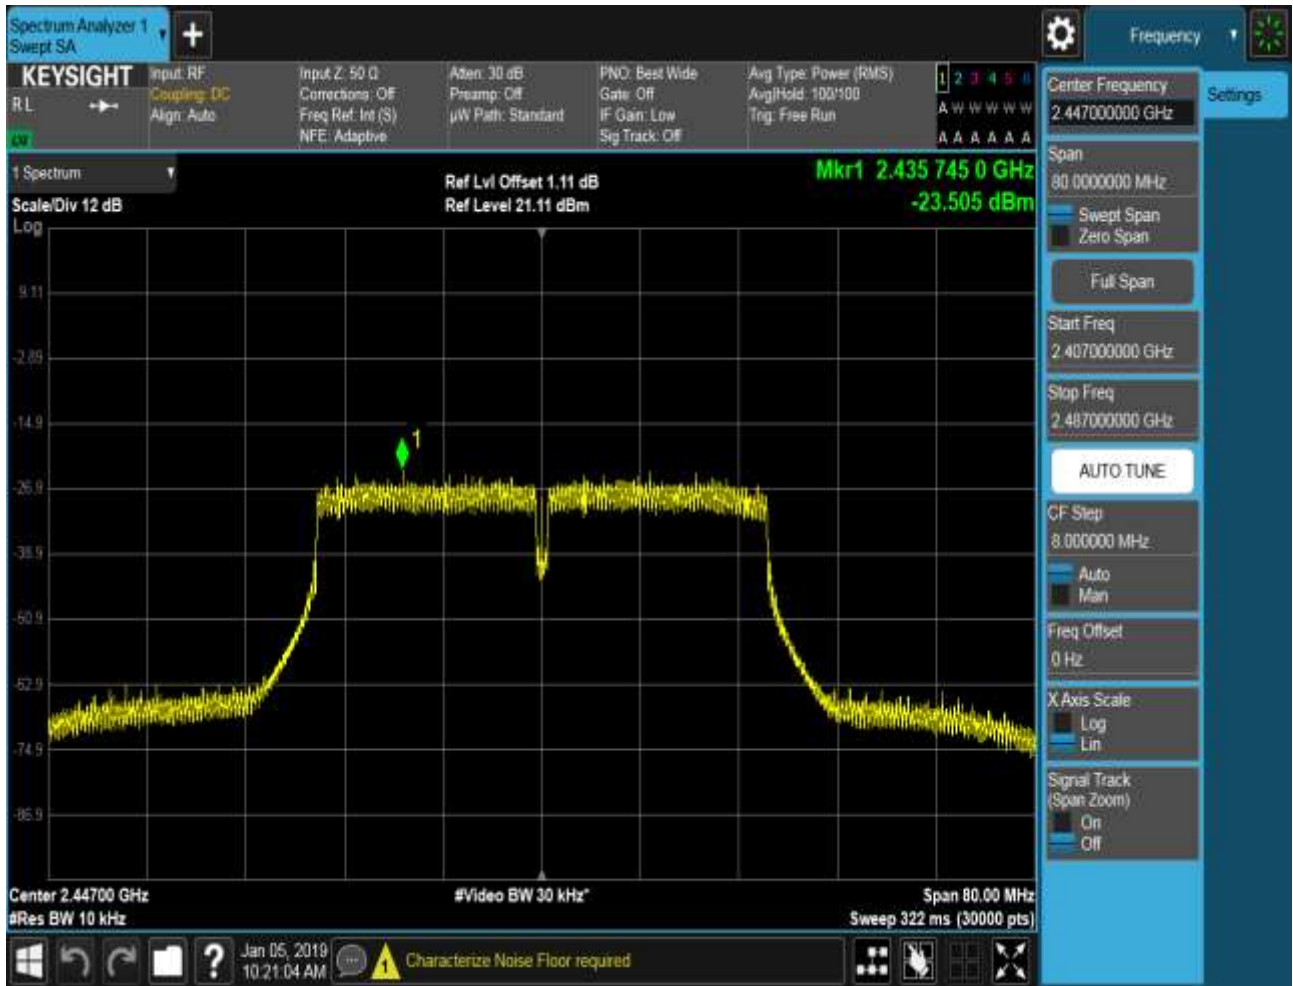 Spectrum Analyzer 1
Swept SA
+
Frequency
KEYSIGHT
RL
LXI
Input: RF
Coupling: DC
Align: Auto
Input Z: 50 Ω
Corrections: Off
Freq Ref: Int (S)
NFE: Adaptive
Atten: 30 dB
Preamp: Off
µW Path: Standard
PNO: Best Wide
Gate: Off
IF Gain: Low
Sig Track: Off
Avg Type: Power (RMS)
Avg|Hold: 100/100
Trig: Free Run
1 2 3 4 5 6
A W W W W W
A A A A A A
1 Spectrum
Scale/Div 12 dB
Log
Ref Lvl Offset 1.11 dB
Ref Level 21.11 dBm
Mkr1 2.435 745 0 GHz
-23.505 dBm
9.11
-2.89
-14.9
-26.9
-38.9
-50.9
-62.9
-74.9
-86.9
1
Center 2.44700 GHz
#Res BW 10 kHz
#Video BW 30 kHz*
Span 80.00 MHz
Sweep 322 ms (30000 pts)
Center Frequency
2.447000000 GHz
Settings
Span
80.0000000 MHz
Swept Span
Zero Span
Full Span
Start Freq
2.407000000 GHz
Stop Freq
2.487000000 GHz
AUTO TUNE
CF Step
8.000000 MHz
Auto
Man
Freq Offset
0 Hz
X Axis Scale
Log
Lin
Signal Track
(Span Zoom)
On
Off
?
Jan 05, 2019
10:21:04 AM
1
Characterize Noise Floor required